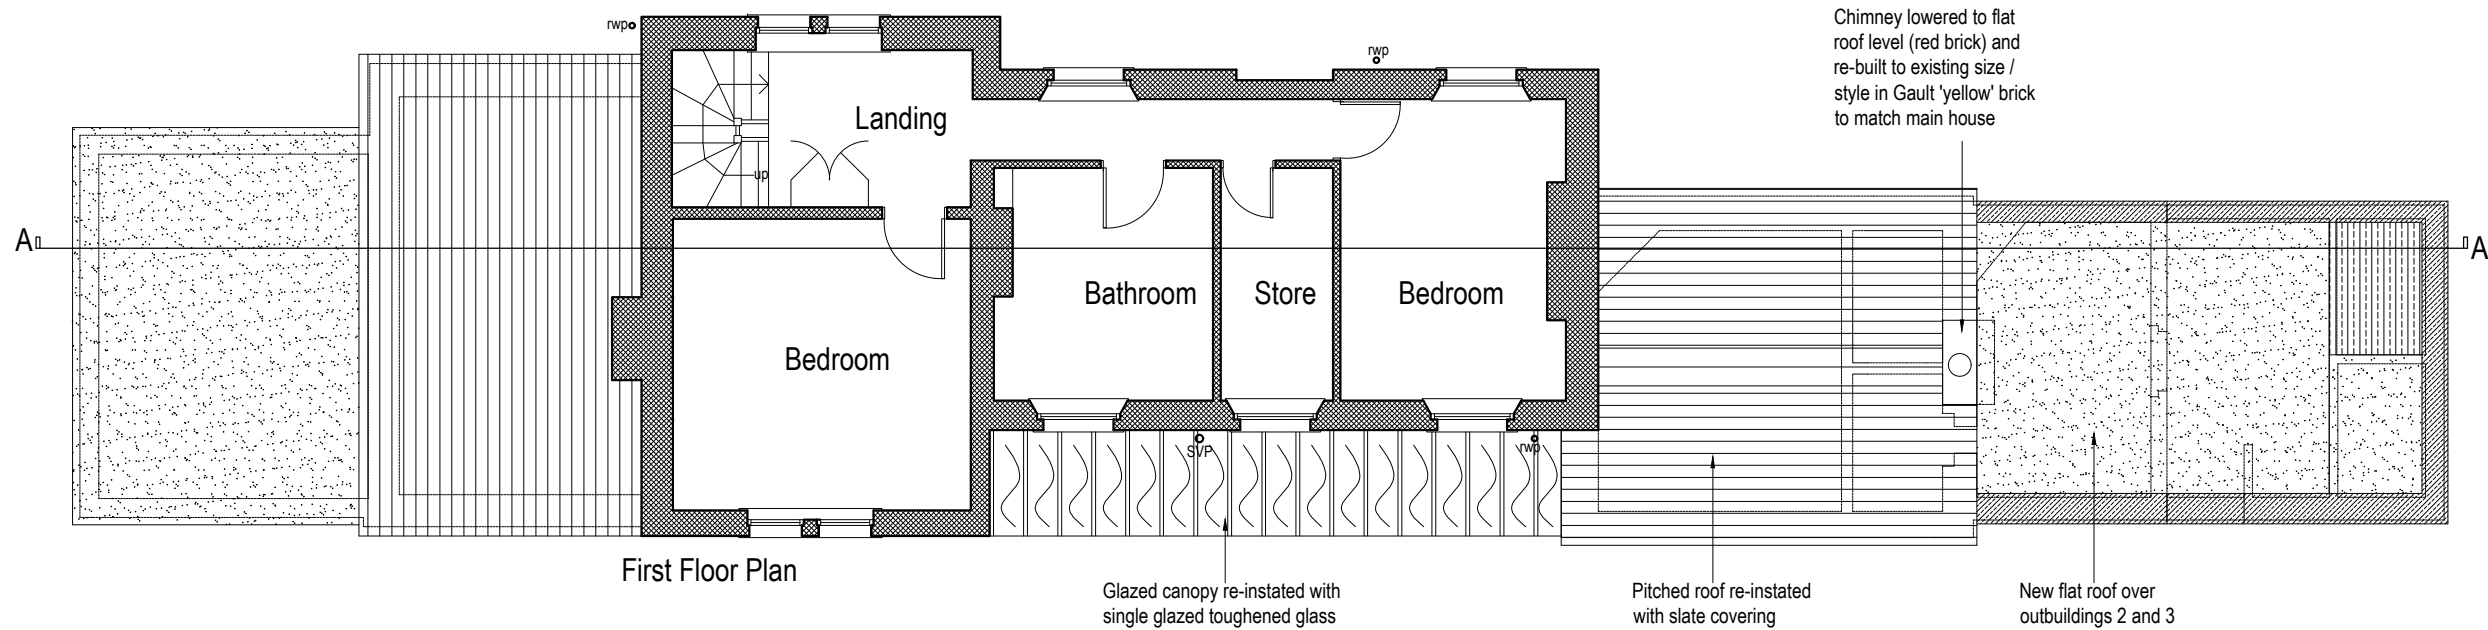 Chimney lowered to flat
roof level (red brick) and
re-built to existing size /
style in Gault 'yellow' brick
to match main house
rwp
rwp
Landing
up
A
A
Bathroom
Store
Bedroom
Bedroom
SVP
rwp
First Floor Plan
Glazed canopy re-instated with
single glazed toughened glass
Pitched roof re-instated
with slate covering
New flat roof over
outbuildings 2 and 3